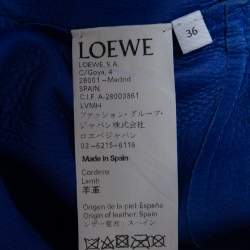 LOEWE
36
LOEWE, S.A.
C/Goya, 4
28001 - Madrid
SPAIN
C.I.F. A-28003861
LVMH
ファッション・グループ・
ジャパン株式会社
ロエベジャパン
03-6215-6116
Made in Spain
Cordero
Lamb
羊革
Origen de la piel: España
Origin of leather: Spain